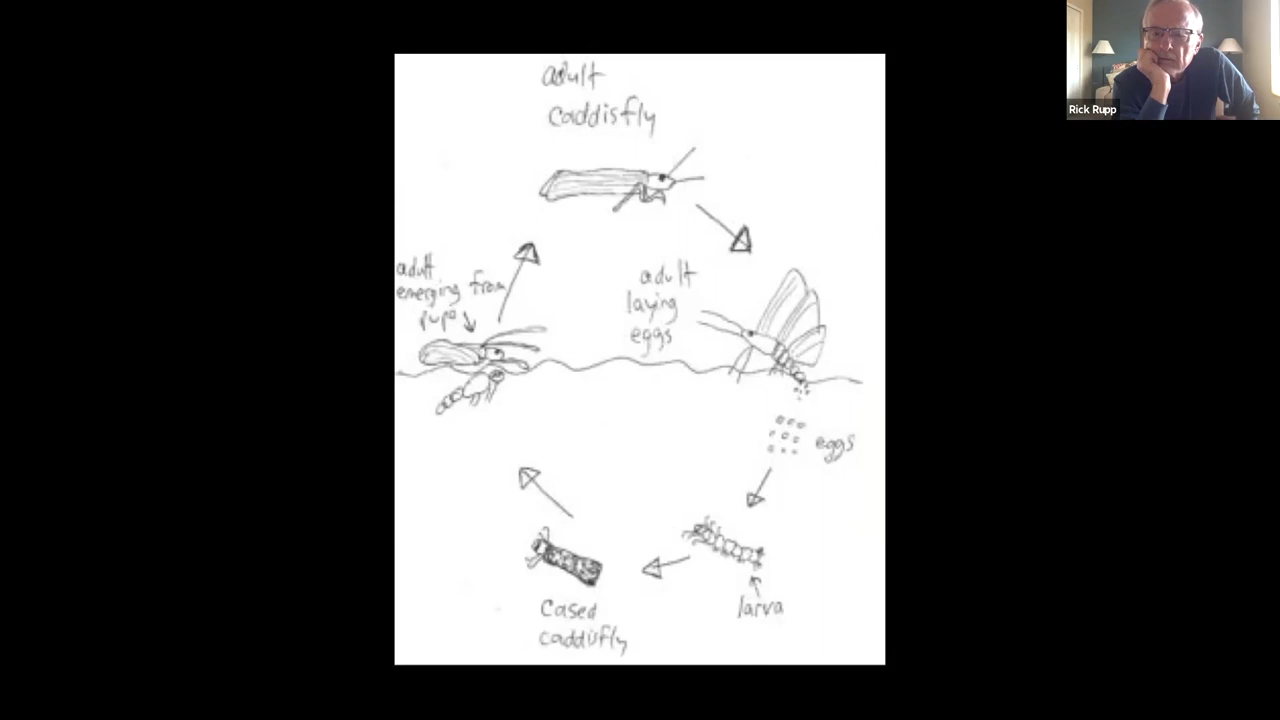 Rick Rupp
adult
caddisfly
adult
emerging from
pupa
adult
laying
eggs
eggs
larva
Cased
caddisfly